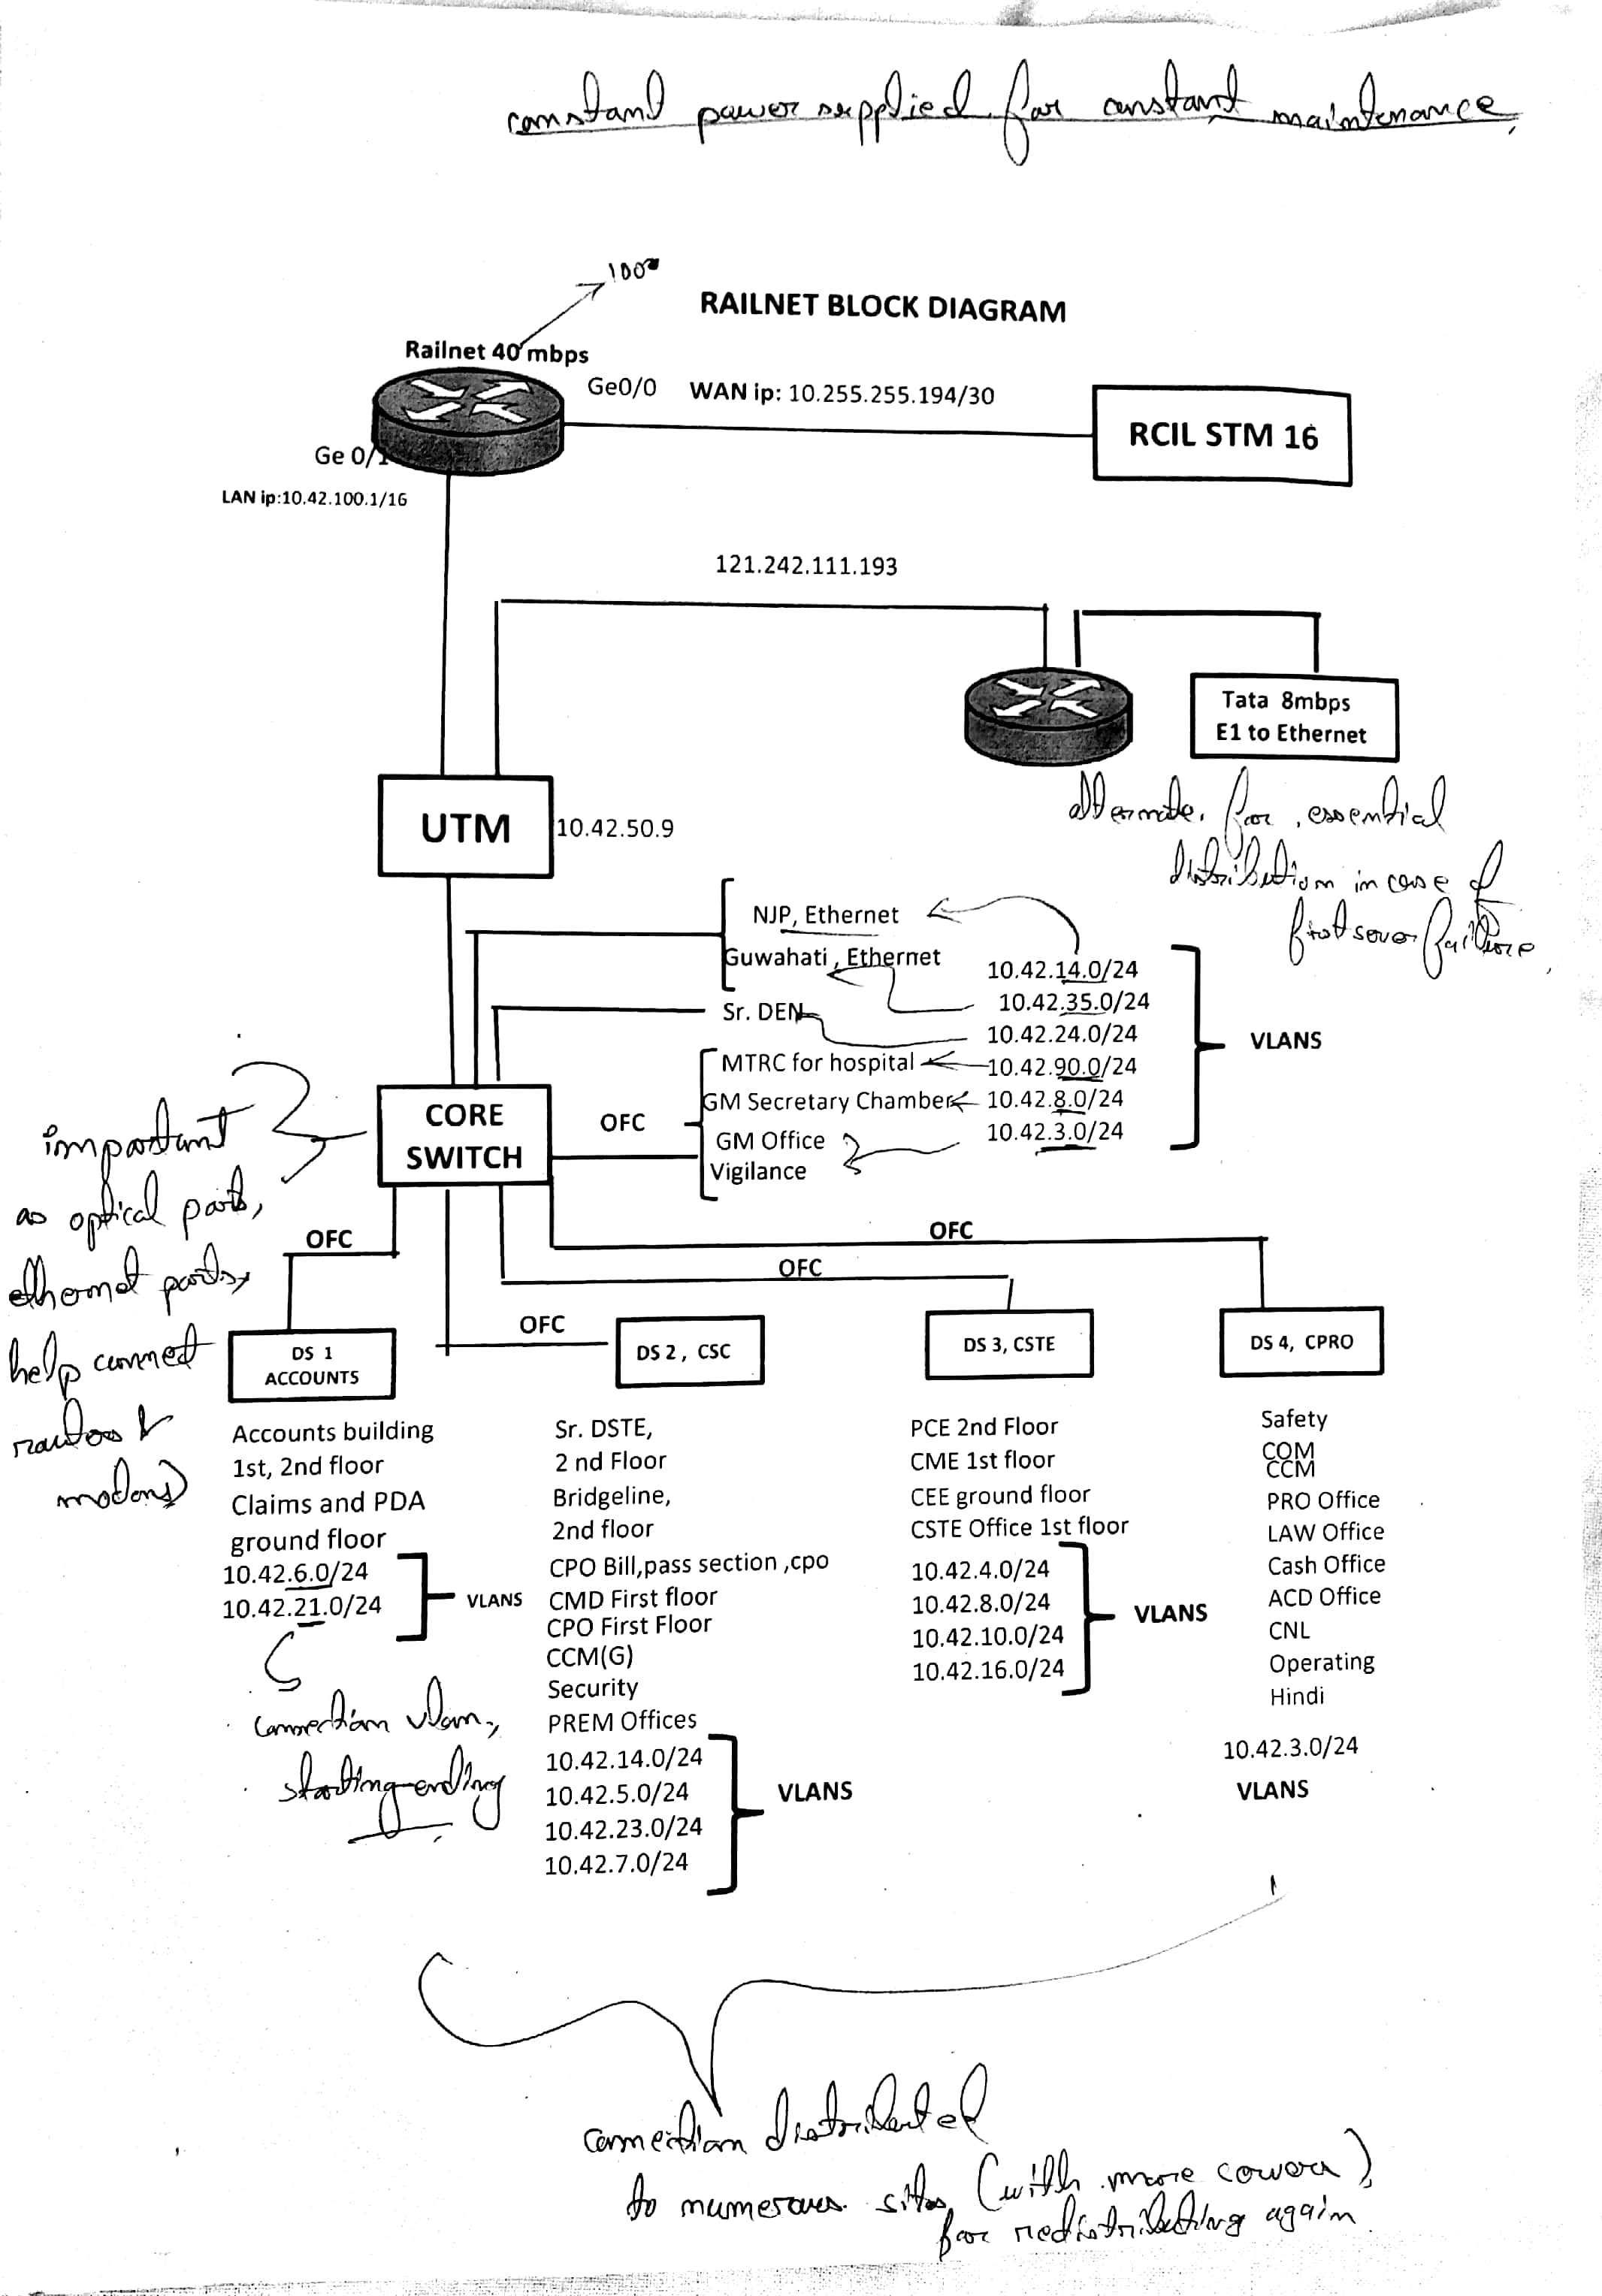 constant power supplied for constant maintenance,
100
RAILNET BLOCK DIAGRAM
Railnet 40 mbps
Ge0/0 WAN ip: 10.255.255.194/30
RCIL STM 16
Ge 0/1
LAN ip:10.42.100.1/16
121.242.111.193
Tata 8mbps
E1 to Ethernet
alternate for essential
distribution in case of
first server failure,
UTM
10.42.50.9
NJP, Ethernet
Guwahati , Ethernet
Sr. DEN
MTRC for hospital
GM Secretary Chamber
GM Office
Vigilance
10.42.14.0/24
10.42.35.0/24
10.42.24.0/24
10.42.90.0/24
10.42.8.0/24
10.42.3.0/24
VLANS
CORE
SWITCH
OFC
important
as optical ports,
ethernet ports,
help connect
routers &
OFC
OFC
OFC
OFC
DS 1
ACCOUNTS
Accounts building
1st, 2nd floor
Claims and PDA
ground floor
10.42.6.0/24
10.42.21.0/24
VLANS
connection vlan,
starting-ending
DS 2 , CSC
Sr. DSTE,
2 nd Floor
Bridgeline,
2nd floor
CPO Bill,pass section ,cpo
CMD First floor
CPO First Floor
CCM(G)
Security
PREM Offices
10.42.14.0/24
10.42.5.0/24
10.42.23.0/24
10.42.7.0/24
VLANS
DS 3, CSTE
PCE 2nd Floor
CME 1st floor
CEE ground floor
CSTE Office 1st floor
10.42.4.0/24
10.42.8.0/24
10.42.10.0/24
10.42.16.0/24
VLANS
DS 4, CPRO
Safety
COM
CCM
PRO Office
LAW Office
Cash Office
ACD Office
CNL
Operating
Hindi
10.42.3.0/24
VLANS
connection distributed
to numerous sites (with more)
for redistributing again